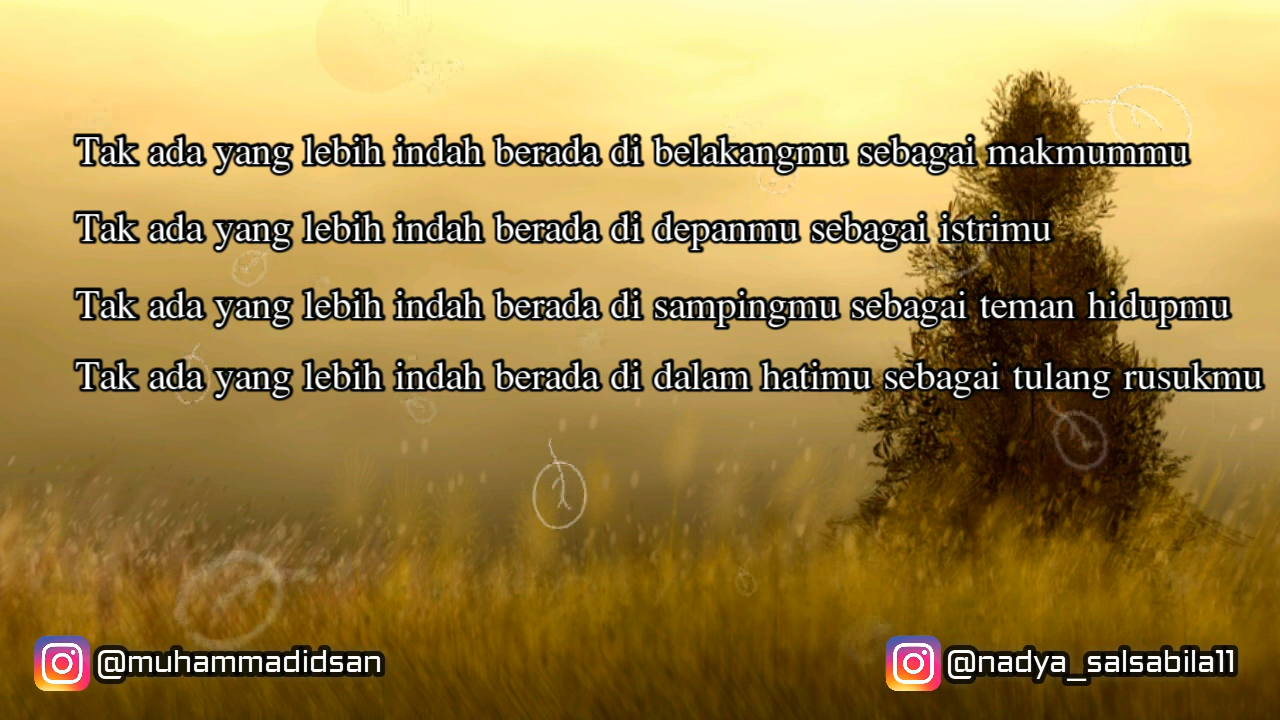 Tak ada yang lebih indah berada di belakangmu sebagai makmummu
Tak ada yang lebih indah berada di depanmu sebagai istrimu
Tak ada yang lebih indah berada di sampingmu sebagai teman hidupmu
Tak ada yang lebih indah berada di dalam hatimu sebagai tulang rusukmu
@muhammadidsan
@nadya_salsabila11